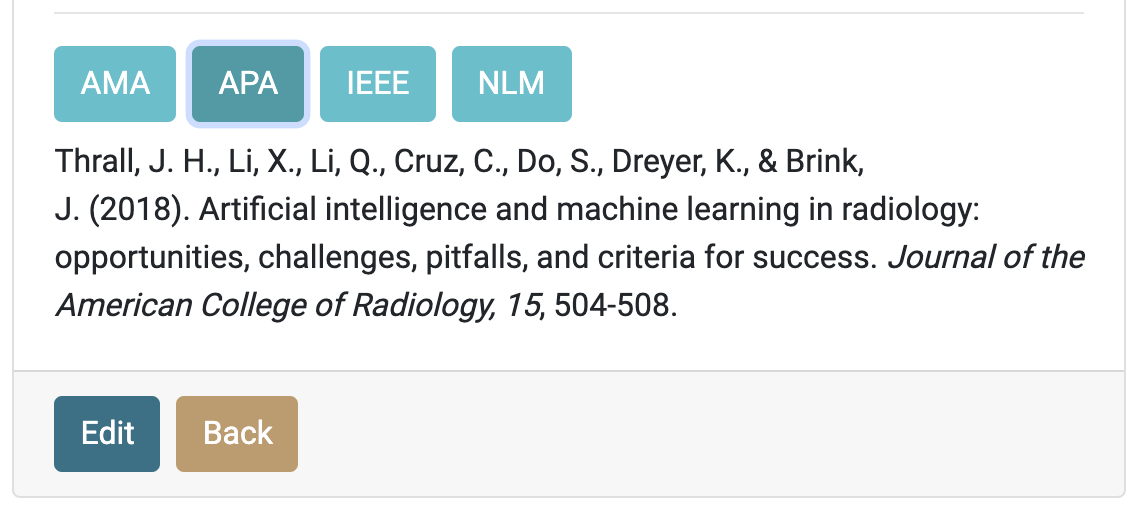 AMA APA IEEE NLM
Thrall, J. H., Li, X., Li, Q., Cruz, C., Do, S., Dreyer, K., & Brink,
J. (2018). Artificial intelligence and machine learning in radiology:
opportunities, challenges, pitfalls, and criteria for success. Journal of the
American College of Radiology, 15, 504-508.
Edit Back